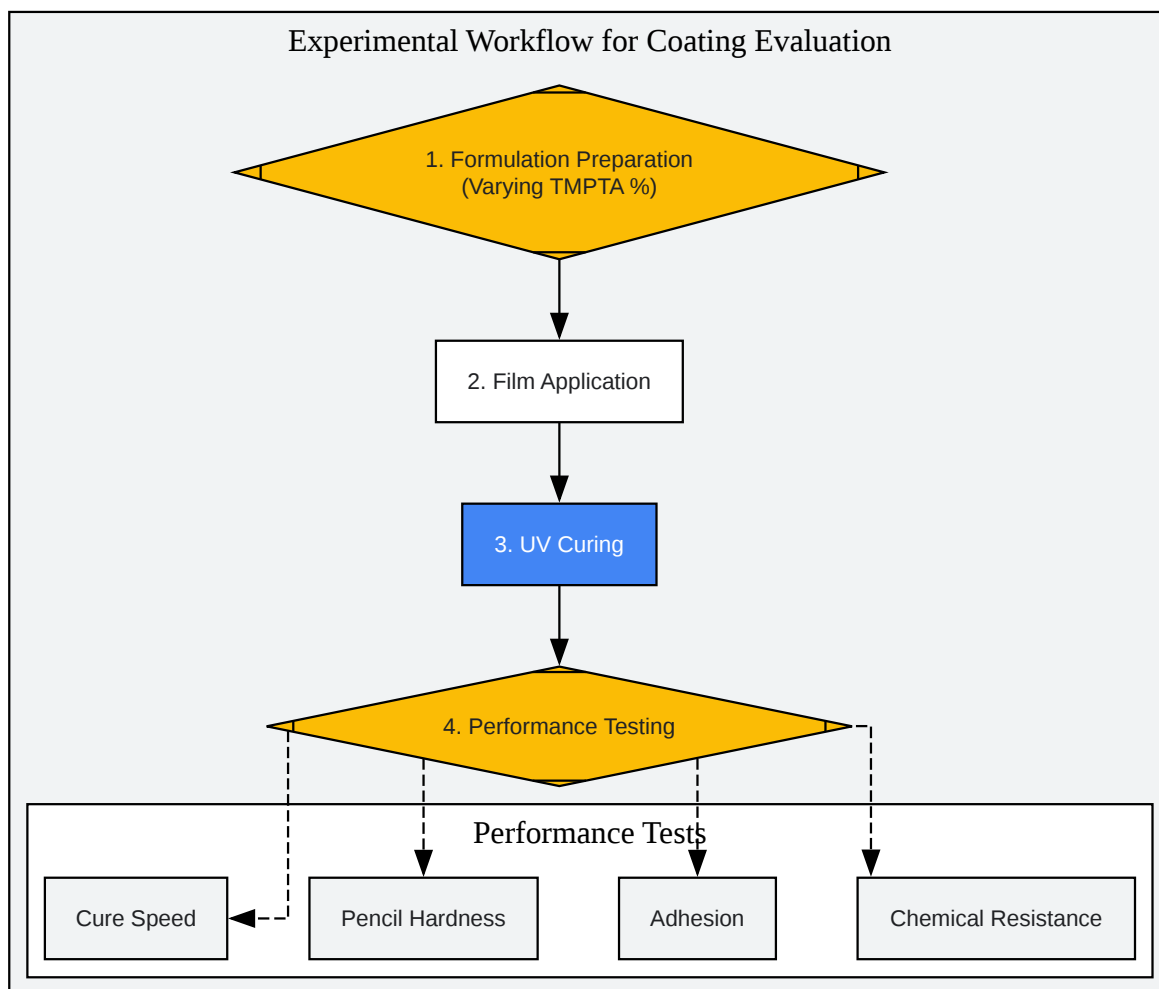 Experimental Workflow for Coating Evaluation
1. Formulation Preparation
(Varying TMPTA %)
2. Film Application
3. UV Curing
4. Performance Testing
Performance Tests
Cure Speed
Pencil Hardness
Adhesion
Chemical Resistance